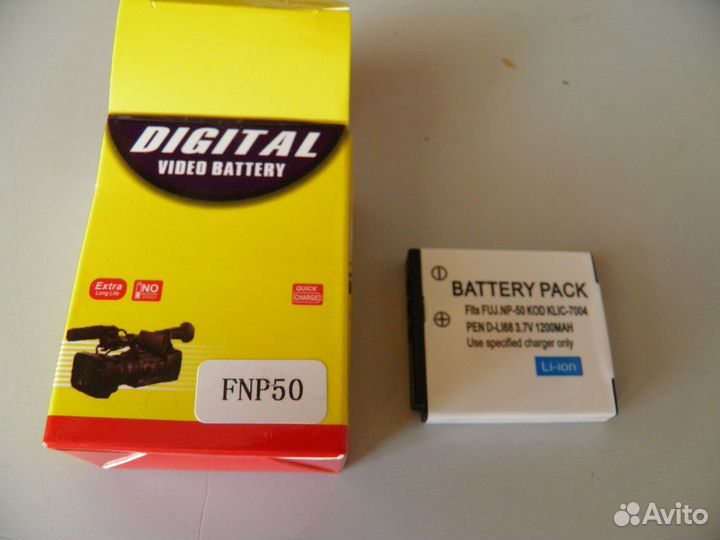 DIGITAL
VIDEO BATTERY
Extra
Long Life
NO
QUICK
CHARGE
FNP50
BATTERY PACK
Fits FUJ.NP-50 KOD KLIC-7004
PEN D-LI68 3.7V 1200MAH
Use specified charger only
Li-ion
Avito